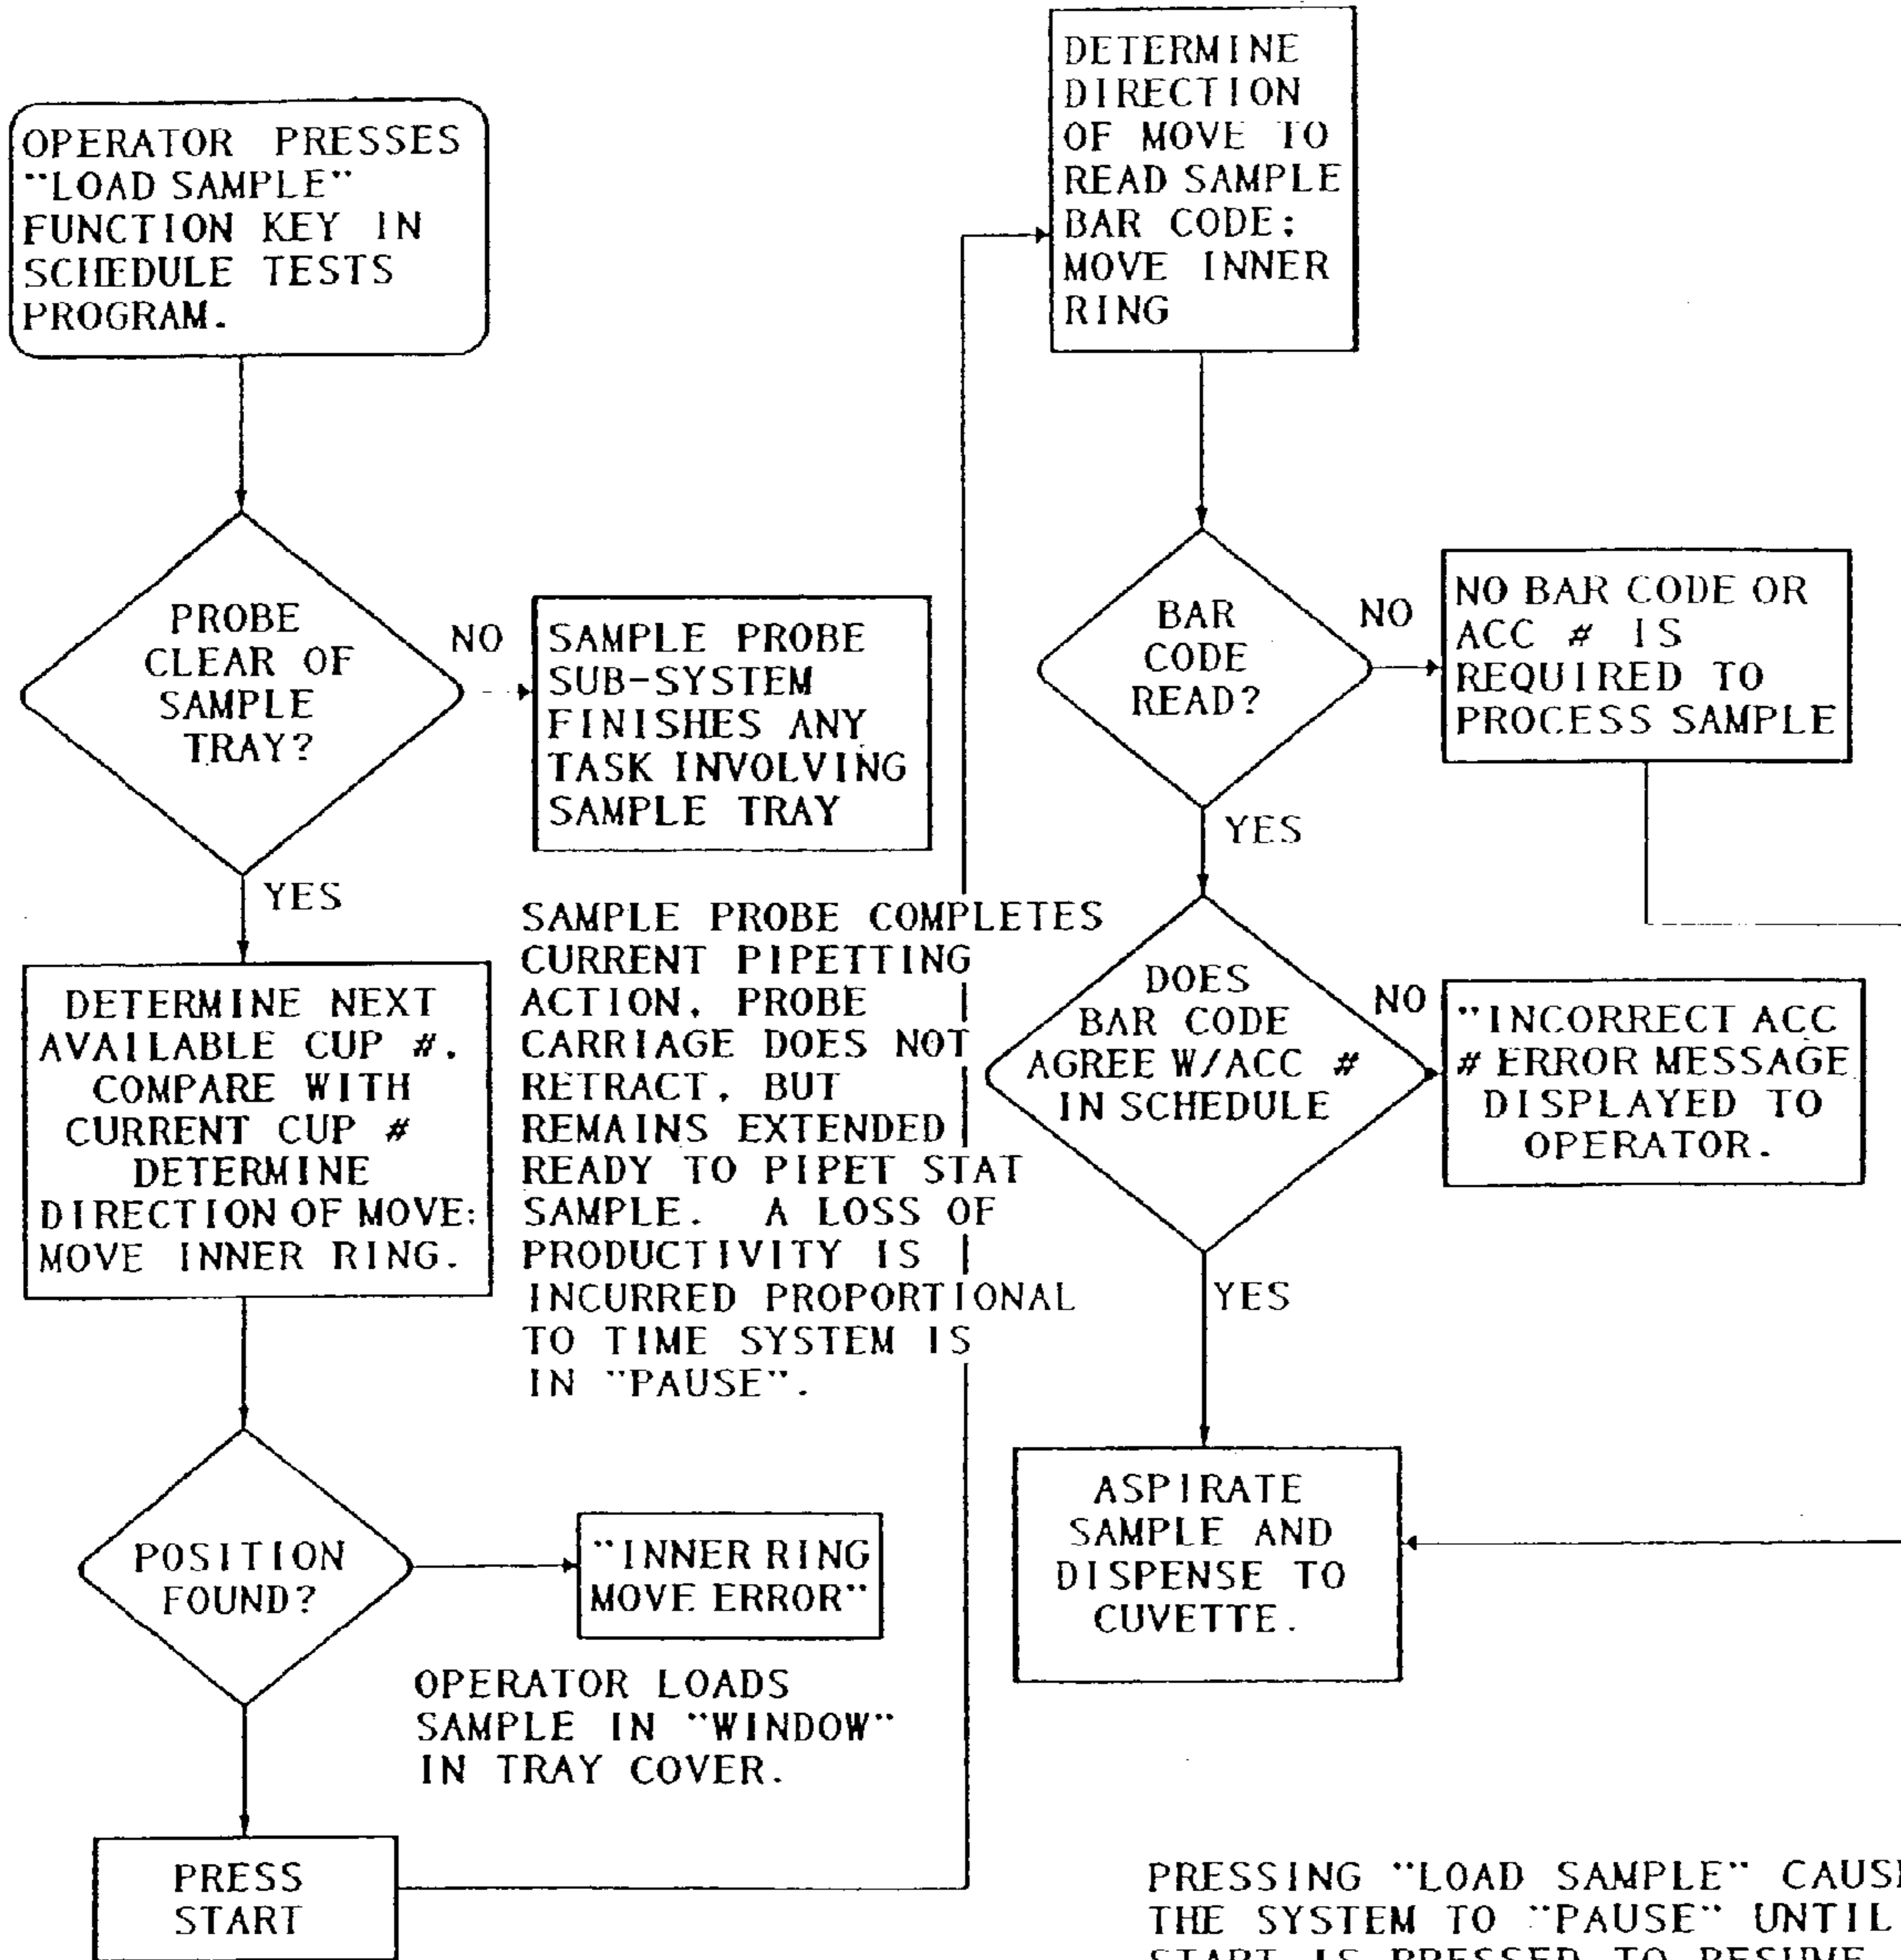 OPERATOR PRESSES
"LOAD SAMPLE"
FUNCTION KEY IN
SCHEDULE TESTS
PROGRAM.
PROBE
CLEAR OF
SAMPLE
TRAY?
NO
SAMPLE PROBE
SUB-SYSTEM
FINISHES ANY
TASK INVOLVING
SAMPLE TRAY
YES
DETERMINE NEXT
AVAILABLE CUP #.
COMPARE WITH
CURRENT CUP #
DETERMINE
DIRECTION OF MOVE:
MOVE INNER RING.
SAMPLE PROBE COMPLETES
CURRENT PIPETTING
ACTION. PROBE
CARRIAGE DOES NOT
RETRACT, BUT
REMAINS EXTENDED
READY TO PIPET STAT
SAMPLE. A LOSS OF
PRODUCTIVITY IS
INCURRED PROPORTIONAL
TO TIME SYSTEM IS
IN "PAUSE".
POSITION
FOUND?
"INNER RING
MOVE ERROR"
OPERATOR LOADS
SAMPLE IN "WINDOW"
IN TRAY COVER.
PRESS
START
DETERMINE
DIRECTION
OF MOVE TO
READ SAMPLE
BAR CODE:
MOVE INNER
RING
BAR
CODE
READ?
NO
NO BAR CODE OR
ACC # IS
REQUIRED TO
PROCESS SAMPLE
YES
DOES
BAR CODE
AGREE W/ACC #
IN SCHEDULE
NO
"INCORRECT ACC
# ERROR MESSAGE
DISPLAYED TO
OPERATOR.
YES
ASPIRATE
SAMPLE AND
DISPENSE TO
CUVETTE.
PRESSING "LOAD SAMPLE"
THE SYSTEM TO "PAUSE" UNTIL
START IS PRESSED TO